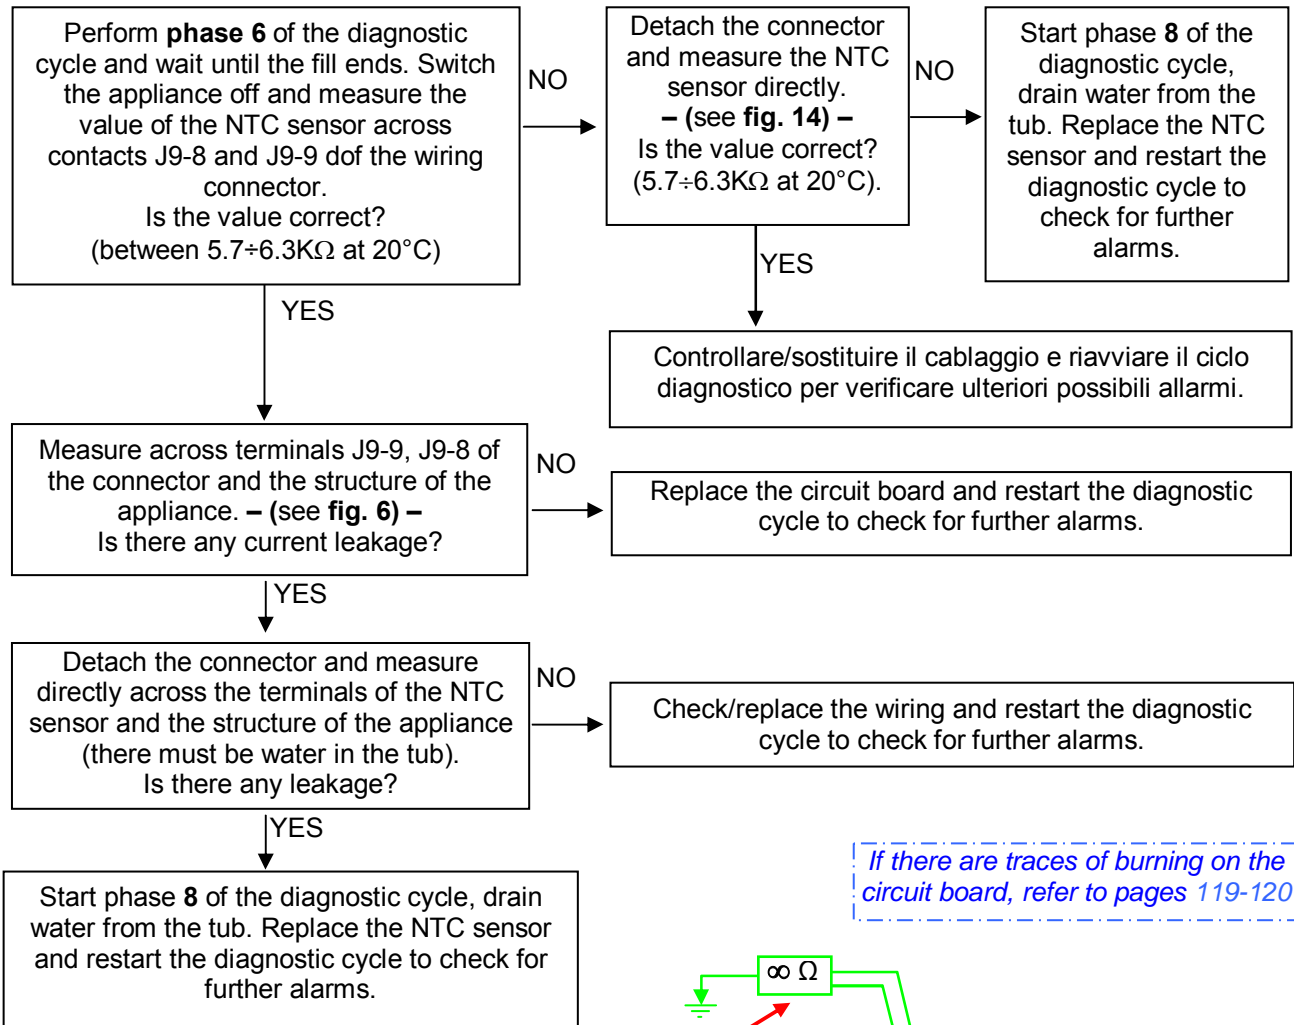 Perform phase 6 of the diagnostic
cycle and wait until the fill ends. Switch
the appliance off and measure the
value of the NTC sensor across
contacts J9-8 and J9-9 dof the wiring
connector.
Is the value correct?
(between 5.7÷6.3KΩ at 20°C)
NO
Detach the connector
and measure the NTC
sensor directly.
– (see fig. 14) –
Is the value correct?
(5.7÷6.3KΩ at 20°C).
NO
Start phase 8 of the
diagnostic cycle,
drain water from the
tub. Replace the NTC
sensor and restart the
diagnostic cycle to
check for further
alarms.
YES
YES
Controllare/sostituire il cablaggio e riavviare il ciclo
diagnostico per verificare ulteriori possibili allarmi.
Measure across terminals J9-9, J9-8 of
the connector and the structure of the
appliance. – (see fig. 6) –
Is there any current leakage?
NO
Replace the circuit board and restart the diagnostic
cycle to check for further alarms.
YES
Detach the connector and measure
directly across the terminals of the NTC
sensor and the structure of the appliance
(there must be water in the tub).
Is there any leakage?
NO
Check/replace the wiring and restart the diagnostic
cycle to check for further alarms.
YES
Start phase 8 of the diagnostic cycle, drain
water from the tub. Replace the NTC sensor
and restart the diagnostic cycle to check for
further alarms.
If there are traces of burning on the
circuit board, refer to pages 119-120
∞ Ω